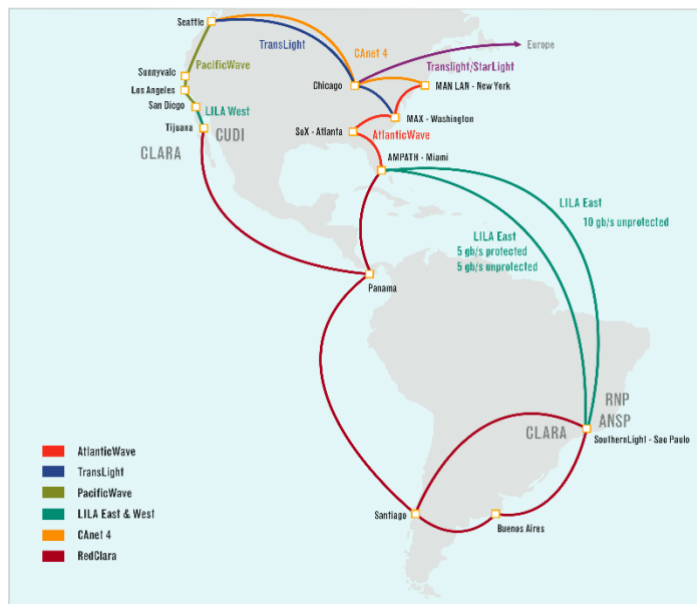 Seattle
TransLight
CAnet 4
Europe
PacificWave
Translight/StarLight
Sunnyvale
Los Angeles
Chicago
MAN LAN - New York
San Diego
LILA West
MAX - Washington
Tijuana
CUDI
SoX - Atlanta
AtlanticWave
CLARA
AMPATH - Miami
LILA East
10 gb/s unprotected
LILA East
5 gb/s protected
5 gb/s unprotected
Panama
RNP
ANSP
CLARA
SouthernLight - Sao Paulo
AtlanticWave
TransLight
PacificWave
LILA East & West
CAnet 4
RedClara
Santiago
Buenos Aires